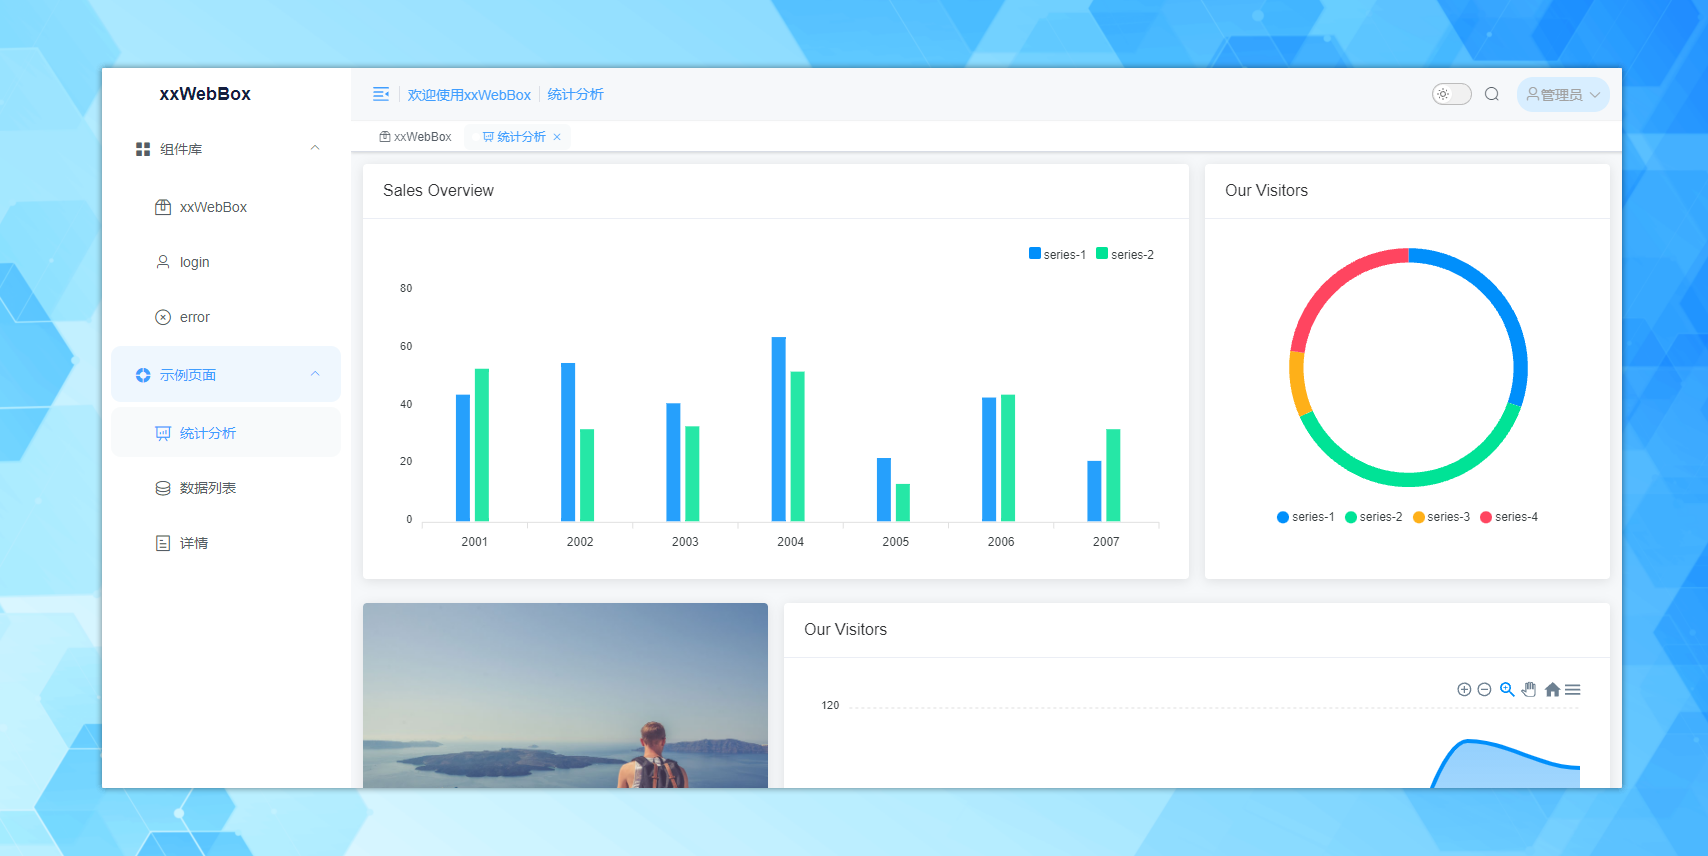 xxWebBox
组件库
xxWebBox
login
error
示例页面
统计分析
数据列表
详情
欢迎使用xxWebBox 统计分析
管理员
xxWebBox 统计分析
Sales Overview
series-1 series-2
80
60
40
20
0
2001 2002 2003 2004 2005 2006 2007
Our Visitors
series-1 series-2 series-3 series-4
Our Visitors
120